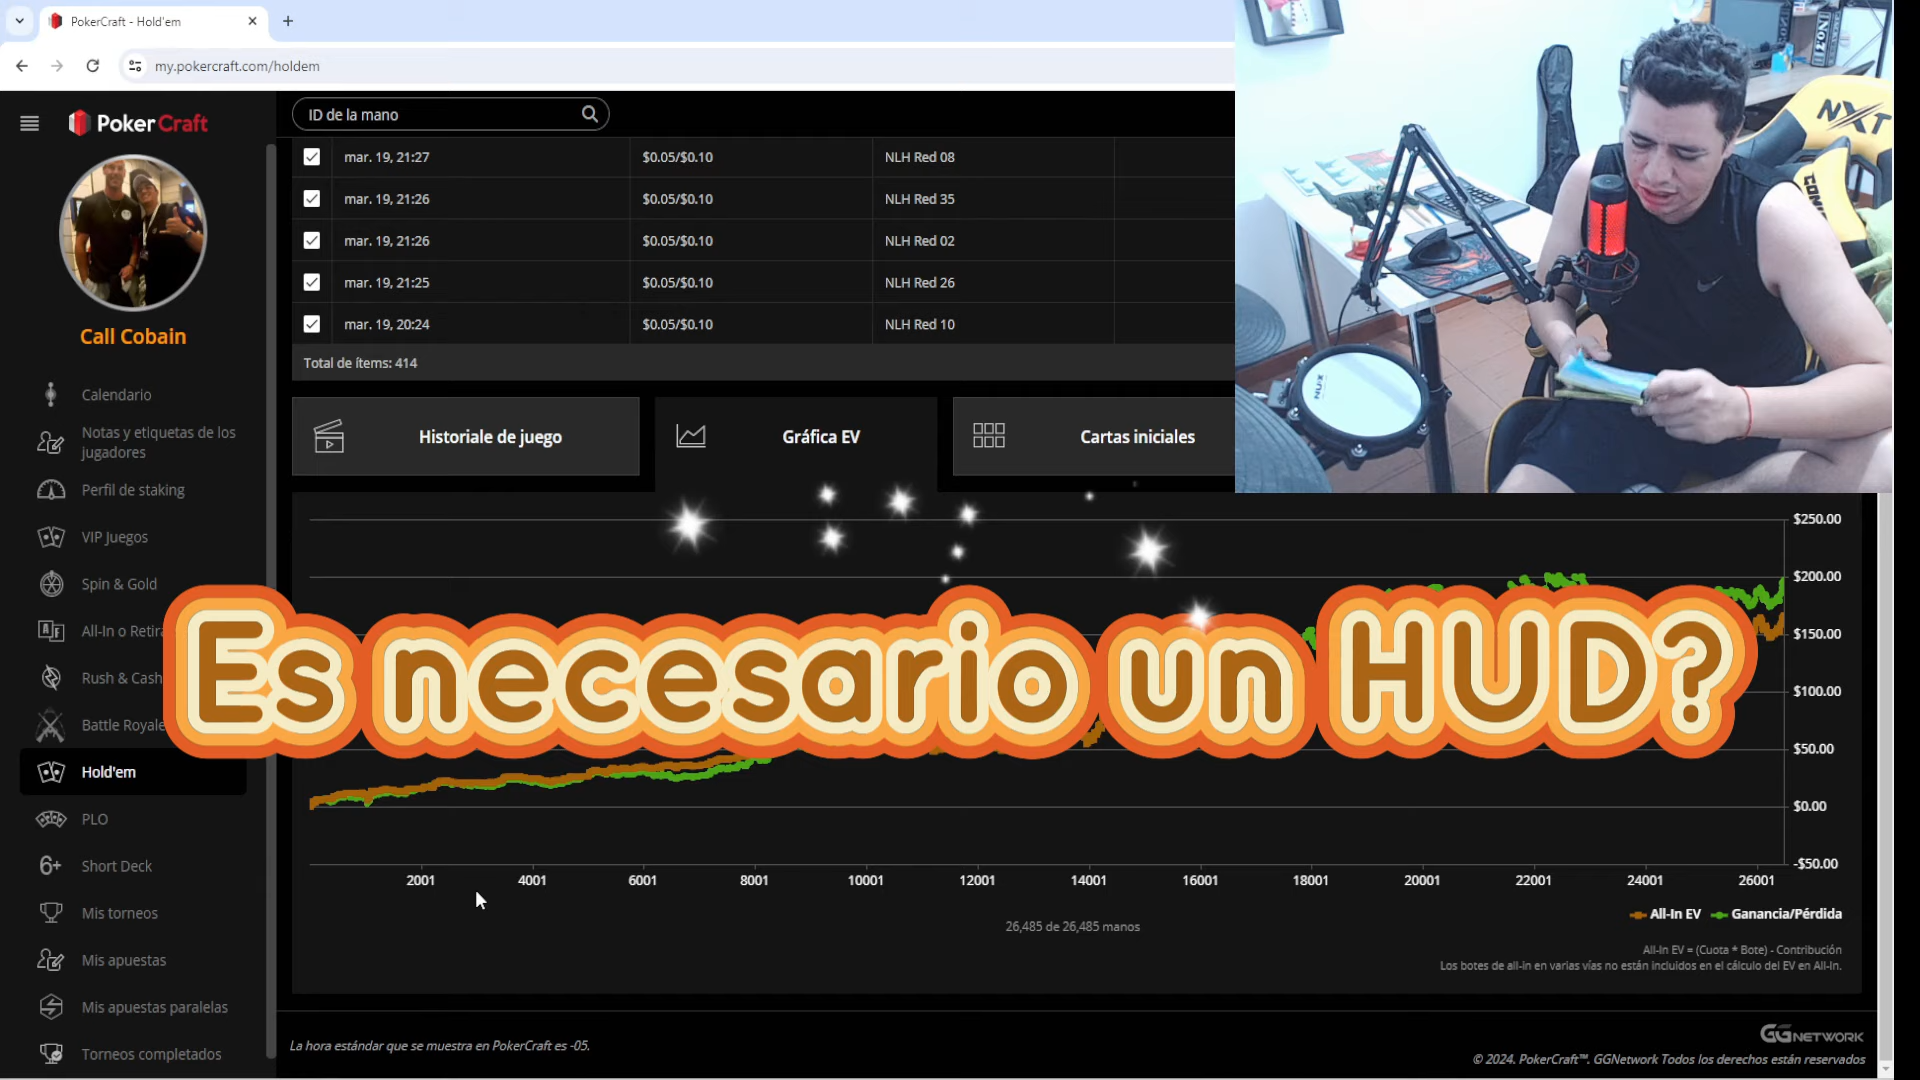 PokerCraft - Hold'em
my.pokercraft.com/holdem
PokerCraft
Call Cobain
Calendario
Notas y etiquetas de los
jugadores
Perfil de staking
VIP Juegos
Spin & Gold
All-In o Retira
Rush & Cash
Battle Royale
Hold'em
PLO
6+ Short Deck
Mis torneos
Mis apuestas
Mis apuestas paralelas
Torneos completados
ID de la mano
mar. 19, 21:27 $0.05/$0.10 NLH Red 08
mar. 19, 21:26 $0.05/$0.10 NLH Red 35
mar. 19, 21:26 $0.05/$0.10 NLH Red 02
mar. 19, 21:25 $0.05/$0.10 NLH Red 26
mar. 19, 20:24 $0.05/$0.10 NLH Red 10
Total de ítems: 414
Historiale de juego
Gráfica EV
Cartas iniciales
NXT
NUX
Es necesario un HUD?
$250.00
$200.00
$150.00
$100.00
$50.00
$0.00
-$50.00
2001 4001 6001 8001 10001 12001 14001 16001 18001 20001 22001 24001 26001
26,485 de 26,485 manos
All-In EV Ganancia/Pérdida
All-In EV = (Cuota * Bote) - Contribución
Los botes de all-in en varias vías no están incluidos en el cálculo del EV en All-In.
La hora estándar que se muestra en PokerCraft es -05.
GGNETWORK
© 2024. PokerCraft™. GGNetwork Todos los derechos están reservados